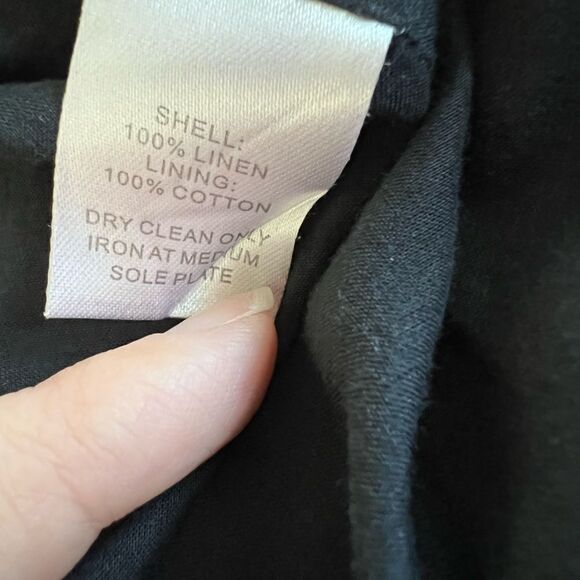 SHELL:
100% LINEN
LINING:
100% COTTON
DRY CLEAN ONLY
IRON AT MEDIUM
SOLE PLATE